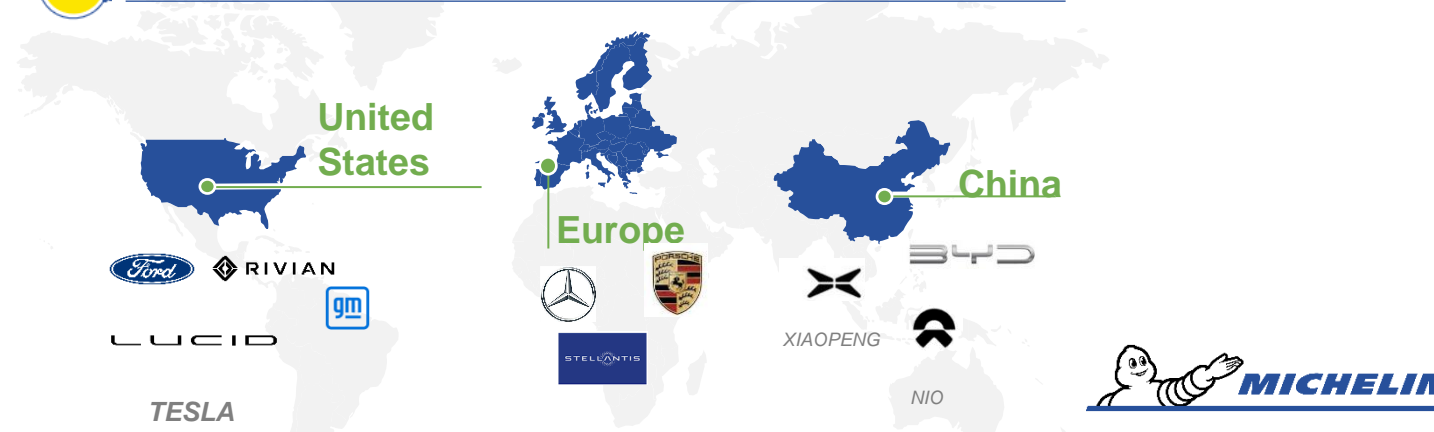 United
States
Europe
China
Ford
RIVIAN
gm
LUCID
TESLA
PORSCHE
STELLANTIS
BYD
XIAOPENG
NIO
MICHELIN